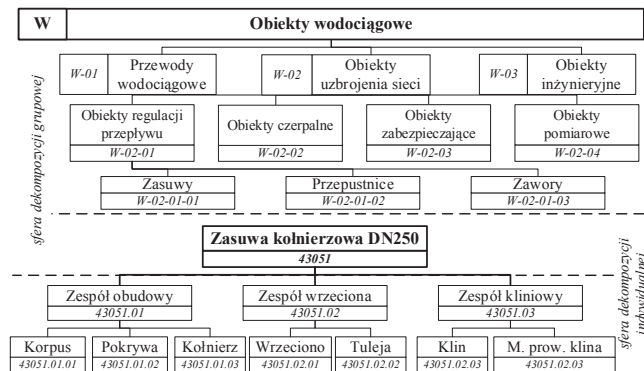 W Obiekty wodociągowe
W-01 Przewody wodociągowe
W-02 Obiekty uzbrojenia sieci
W-03 Obiekty inżynieryjne
Obiekty regulacji przepływu
W-02-01
Obiekty czerpalne
W-02-02
Obiekty zabezpieczające
W-02-03
Obiekty pomiarowe
W-02-04
Zasuwy
W-02-01-01
Przepustnice
W-02-01-02
Zawory
W-02-01-03
sfera dekompozycji grupowej
Zasuwa kołnierzowa DN250
43051
sfera dekompozycji indywidualnej
Zespół obudowy
43051.01
Zespół wrzeciona
43051.02
Zespół kliniowy
43051.03
Korpus
43051.01.01
Pokrywa
43051.01.02
Kołnierz
43051.01.03
Wrzeciono
43051.02.01
Tuleja
43051.02.02
Klin
43051.02.03
M. prow. klina
43051.02.03